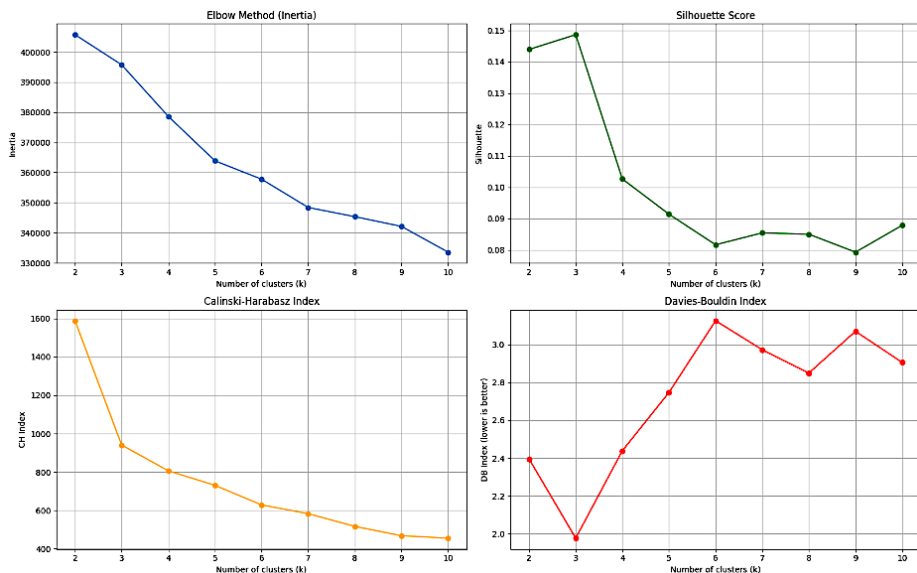 Elbow Method (Inertia)
400000
390000
380000
370000
360000
350000
340000
330000
Inertia
2 3 4 5 6 7 8 9 10
Number of clusters (k)
Silhouette Score
0.15
0.14
0.13
0.12
0.11
0.10
0.09
0.08
Silhouette
2 3 4 5 6 7 8 9 10
Number of clusters (k)
Calinski-Harabasz Index
1600
1400
1200
1000
800
600
400
CH Index
2 3 4 5 6 7 8 9 10
Number of clusters (k)
Davies-Bouldin Index
3.0
2.8
2.6
2.4
2.2
2.0
DB Index (lower is better)
2 3 4 5 6 7 8 9 10
Number of clusters (k)